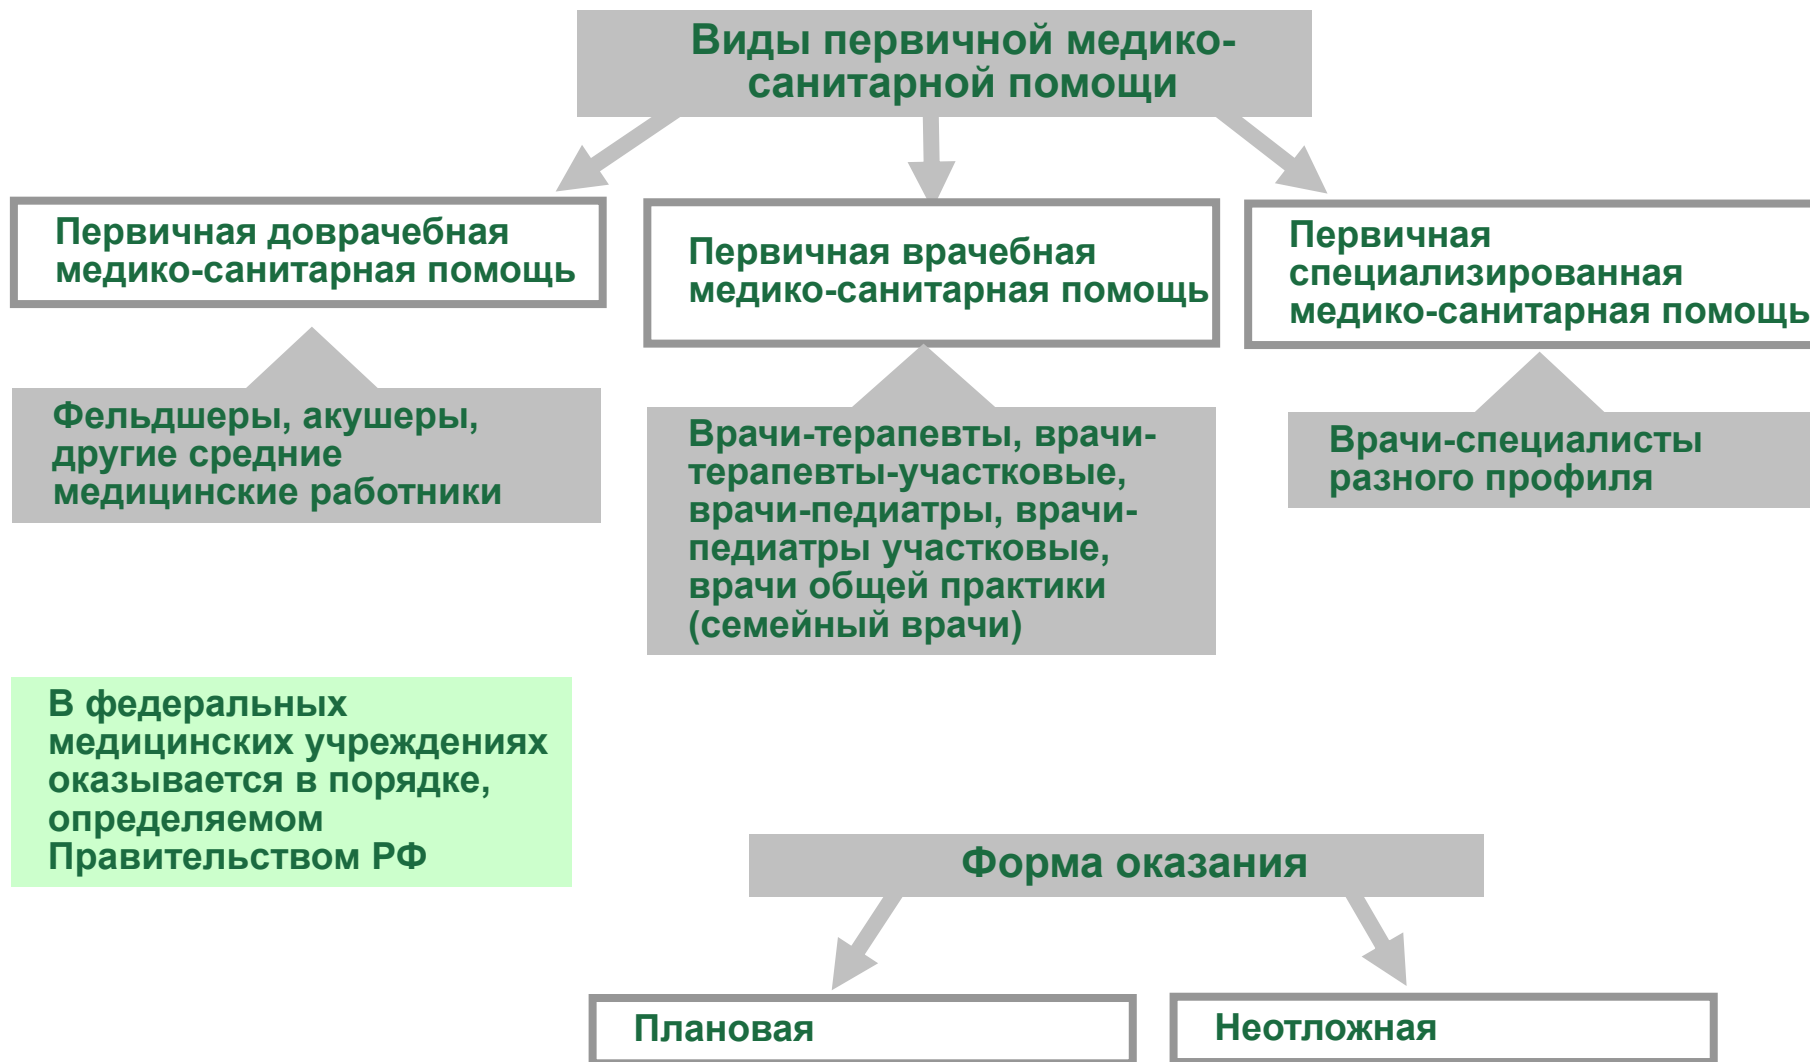 Виды первичной медико-
санитарной помощи
Первичная доврачебная
медико-санитарная помощь
Первичная врачебная
медико-санитарная помощь
Первичная
специализированная
медико-санитарная помощь
Фельдшеры, акушеры,
другие средние
медицинские работники
Врачи-терапевты, врачи-
терапевты-участковые,
врачи-педиатры, врачи-
педиатры участковые,
врачи общей практики
(семейный врачи)
Врачи-специалисты
разного профиля
В федеральных
медицинских учреждениях
оказывается в порядке,
определяемом
Правительством РФ
Форма оказания
Плановая
Неотложная